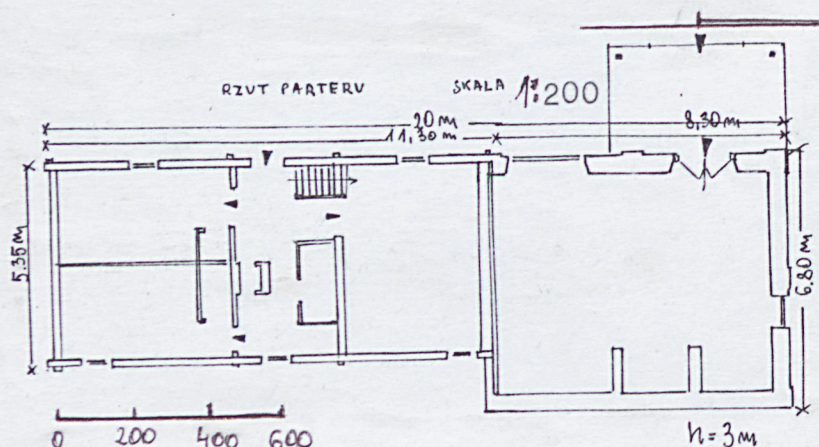 RZUT PARTERU SKALA 1:200
20 m
11,30 m 8,30 m
5.35 m
6.80 m
0 200 400 600
h = 3 m